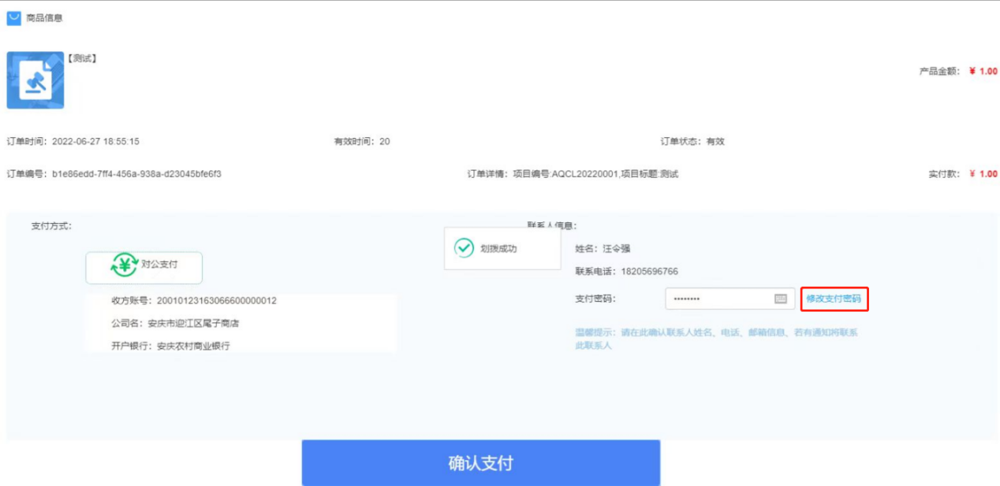 商品信息
【测试】
产品金额： ¥ 1.00
订单时间：2022-06-27 18:55:15
有效时间：20
订单状态：有效
订单编号：b1e86edd-7ff4-456a-938a-d23045bfe6f3
订单详情：项目编号:AQCL20220001,项目标题:测试
实付款： ¥ 1.00
支付方式：
联系人信息：
对公支付
划拨成功
姓名：汪令强
联系电话：18205696766
收方账号：20010123163066600000012
支付密码：
········
修改支付密码
公司名：安庆市迎江区尾子商店
温馨提示：请在此确认联系人姓名、电话、邮箱信息，若有通知将联系
此联系人
开户银行：安庆农村商业银行
确认支付